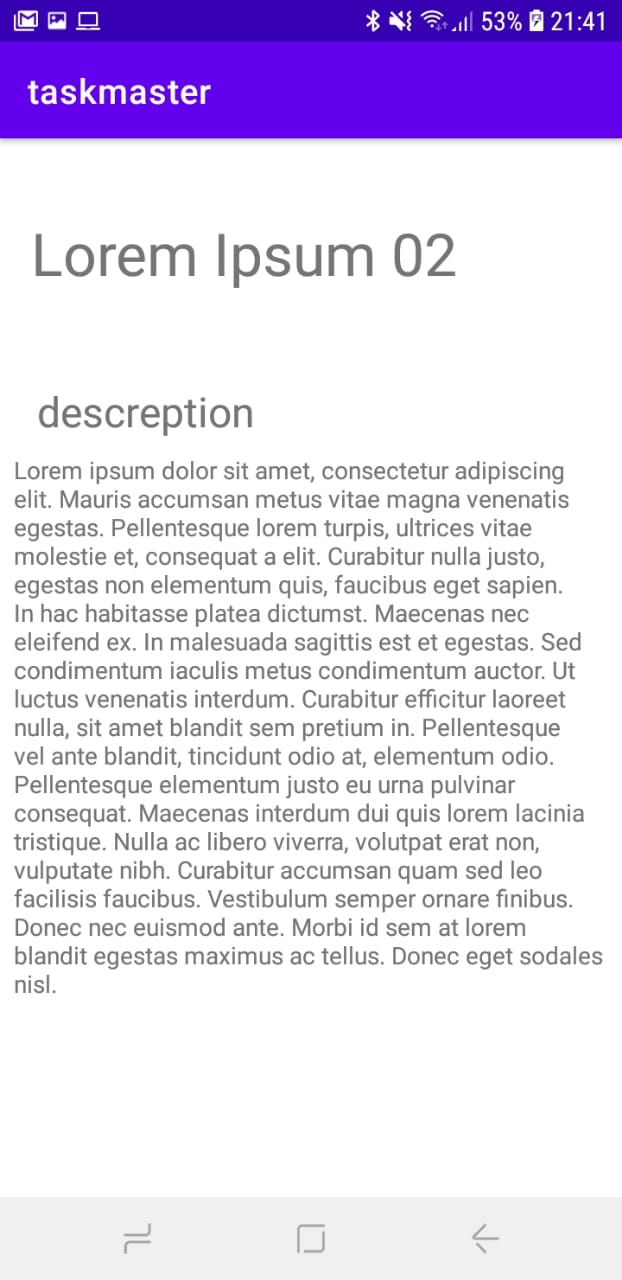 53% 21:41
taskmaster
Lorem Ipsum 02
descreption
Lorem ipsum dolor sit amet, consectetur adipiscing
elit. Mauris accumsan metus vitae magna venenatis
egestas. Pellentesque lorem turpis, ultrices vitae
molestie et, consequat a elit. Curabitur nulla justo,
egestas non elementum quis, faucibus eget sapien.
In hac habitasse platea dictumst. Maecenas nec
eleifend ex. In malesuada sagittis est et egestas. Sed
condimentum iaculis metus condimentum auctor. Ut
luctus venenatis interdum. Curabitur efficitur laoreet
nulla, sit amet blandit sem pretium in. Pellentesque
vel ante blandit, tincidunt odio at, elementum odio.
Pellentesque elementum justo eu urna pulvinar
consequat. Maecenas interdum dui quis lorem lacinia
tristique. Nulla ac libero viverra, volutpat erat non,
vulputate nibh. Curabitur accumsan quam sed leo
facilisis faucibus. Vestibulum semper ornare finibus.
Donec nec euismod ante. Morbi id sem at lorem
blandit egestas maximus ac tellus. Donec eget sodales
nisl.